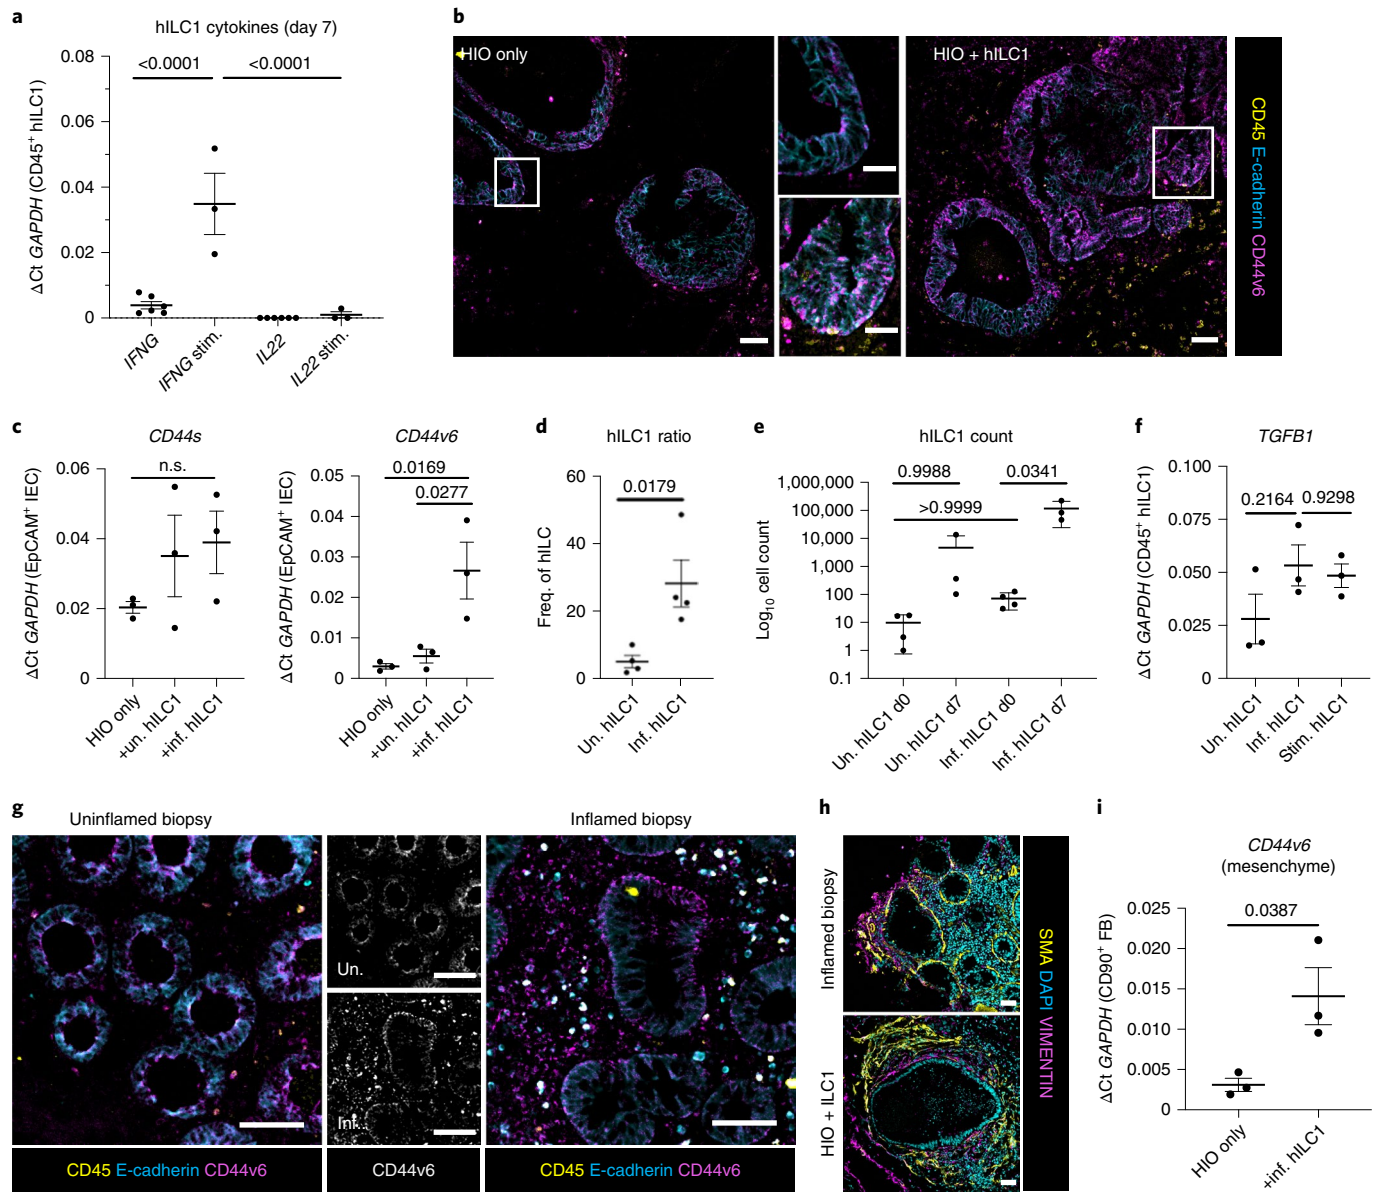 a
hILC1 cytokines (day 7)
ΔCt GAPDH (CD45+ hILC1)
0.08
0.06
0.04
0.02
0
<0.0001
<0.0001
IFNG
IFNG stim.
IL22
IL22 stim.
b
HIO only
HIO + hILC1
CD45 E-cadherin CD44v6
c
CD44s
ΔCt GAPDH (EpCAM+ IEC)
0.06
0.04
0.02
0
n.s.
HIO only
+un. hILC1
+inf. hILC1
CD44v6
ΔCt GAPDH (EpCAM+ IEC)
0.05
0.04
0.03
0.02
0.01
0
0.0169
0.0277
HIO only
+un. hILC1
+inf. hILC1
d
hILC1 ratio
Freq. of hILC
60
40
20
0
0.0179
Un. hILC1
Inf. hILC1
e
hILC1 count
Log10 cell count
1,000,000
100,000
10,000
1,000
100
10
1
0.1
0.9988
0.0341
>0.9999
Un. hILC1 d0
Un. hILC1 d7
Inf. hILC1 d0
Inf. hILC1 d7
f
TGFB1
ΔCt GAPDH (CD45+ hILC1)
0.100
0.075
0.050
0.025
0
0.2164
0.9298
Un. hILC1
Inf. hILC1
Stim. hILC1
g
Uninflamed biopsy
Inflamed biopsy
Un.
Inf.
CD45 E-cadherin CD44v6
CD44v6
CD45 E-cadherin CD44v6
h
Inflamed biopsy
HIO + ILC1
SMA DAPI VIMENTIN
i
CD44v6
(mesenchyme)
ΔCt GAPDH (CD90+ FB)
0.025
0.020
0.015
0.010
0.005
0
0.0387
HIO only
+inf. hILC1